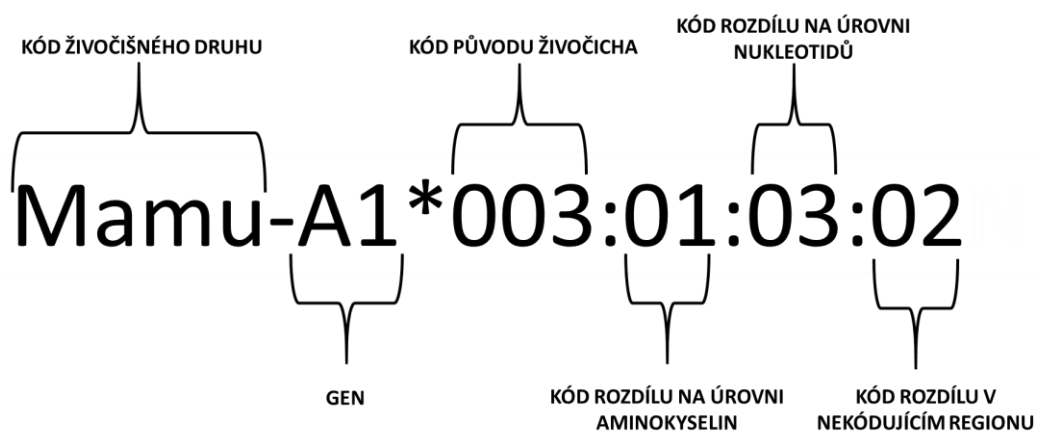 KÓD ŽIVOČIŠNÉHO DRUHU
KÓD PŮVODU ŽIVOČICHA
KÓD ROZDÍLU NA ÚROVNI
NUKLEOTIDŮ
Mamu-A1*003:01:03:02
GEN
KÓD ROZDÍLU NA ÚROVNI
AMINOKYSELIN
KÓD ROZDÍLU V
NEKÓDUJÍCÍM REGIONU